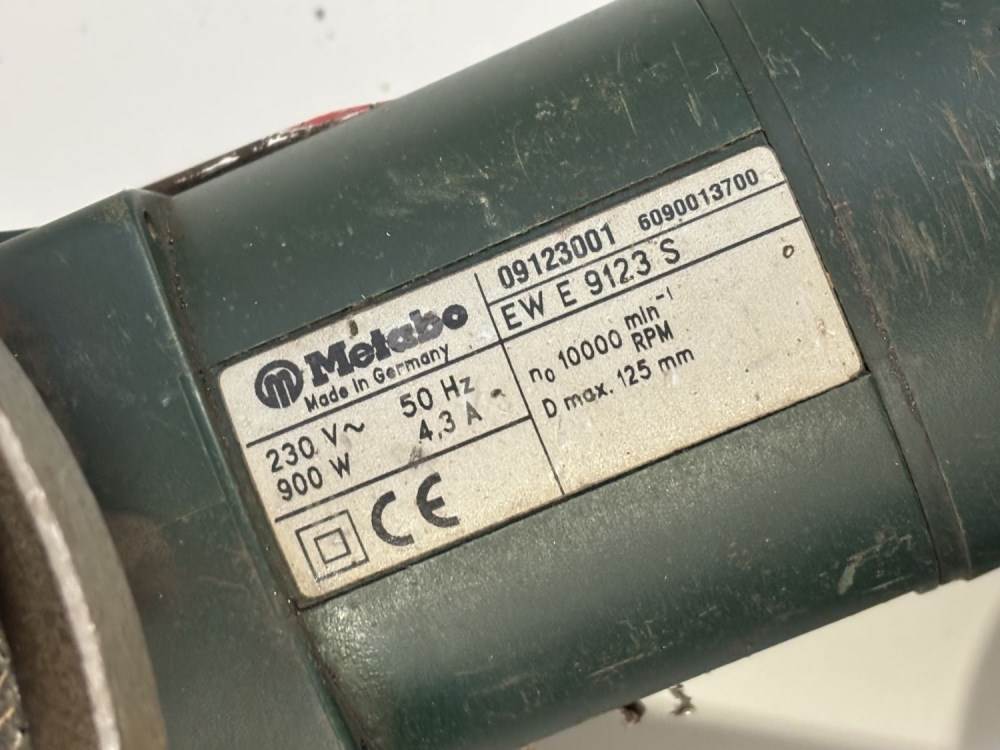 Metabo
Made in Germany
09123001 6090013700
EW E 9123 S
230 V~ 50 Hz
900 W 4,3 A
n₀ 10000 min⁻¹
RPM
D max. 125 mm
CE